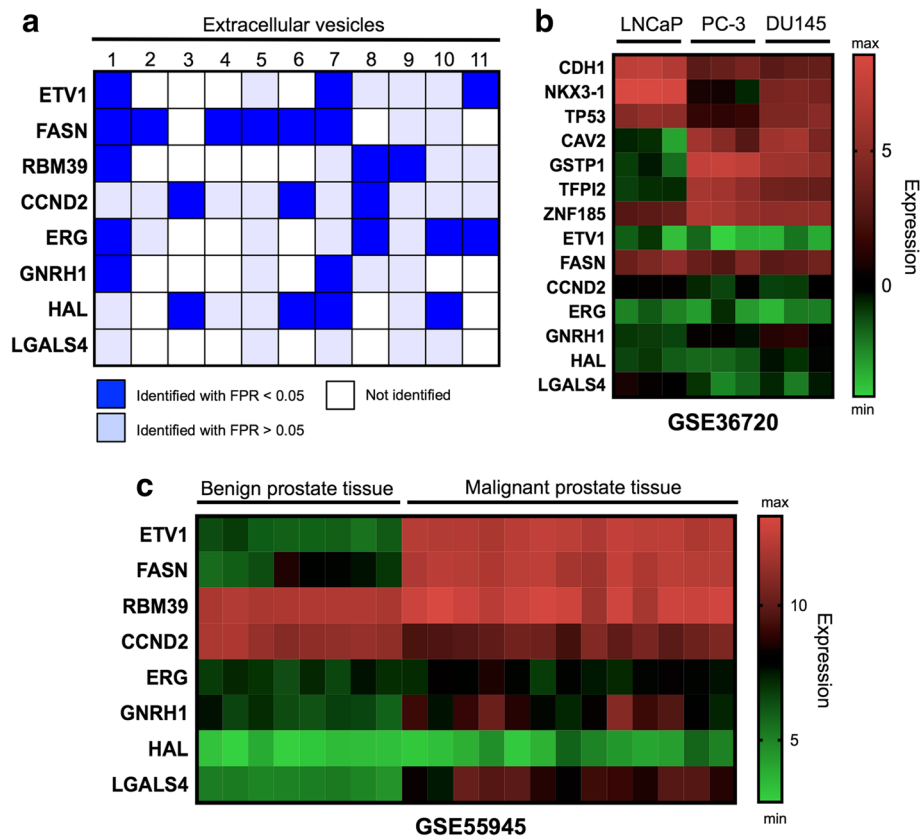 a
Extracellular vesicles
1 2 3 4 5 6 7 8 9 10 11
ETV1
FASN
RBM39
CCND2
ERG
GNRH1
HAL
LGALS4
Identified with FPR < 0.05
Not identified
Identified with FPR > 0.05
b
LNCaP PC-3 DU145
CDH1
NKX3-1
TP53
CAV2
GSTP1
TFPI2
ZNF185
ETV1
FASN
CCND2
ERG
GNRH1
HAL
LGALS4
GSE36720
max
5
0
min
Expression
c
Benign prostate tissue Malignant prostate tissue
ETV1
FASN
RBM39
CCND2
ERG
GNRH1
HAL
LGALS4
GSE55945
max
10
5
min
Expression